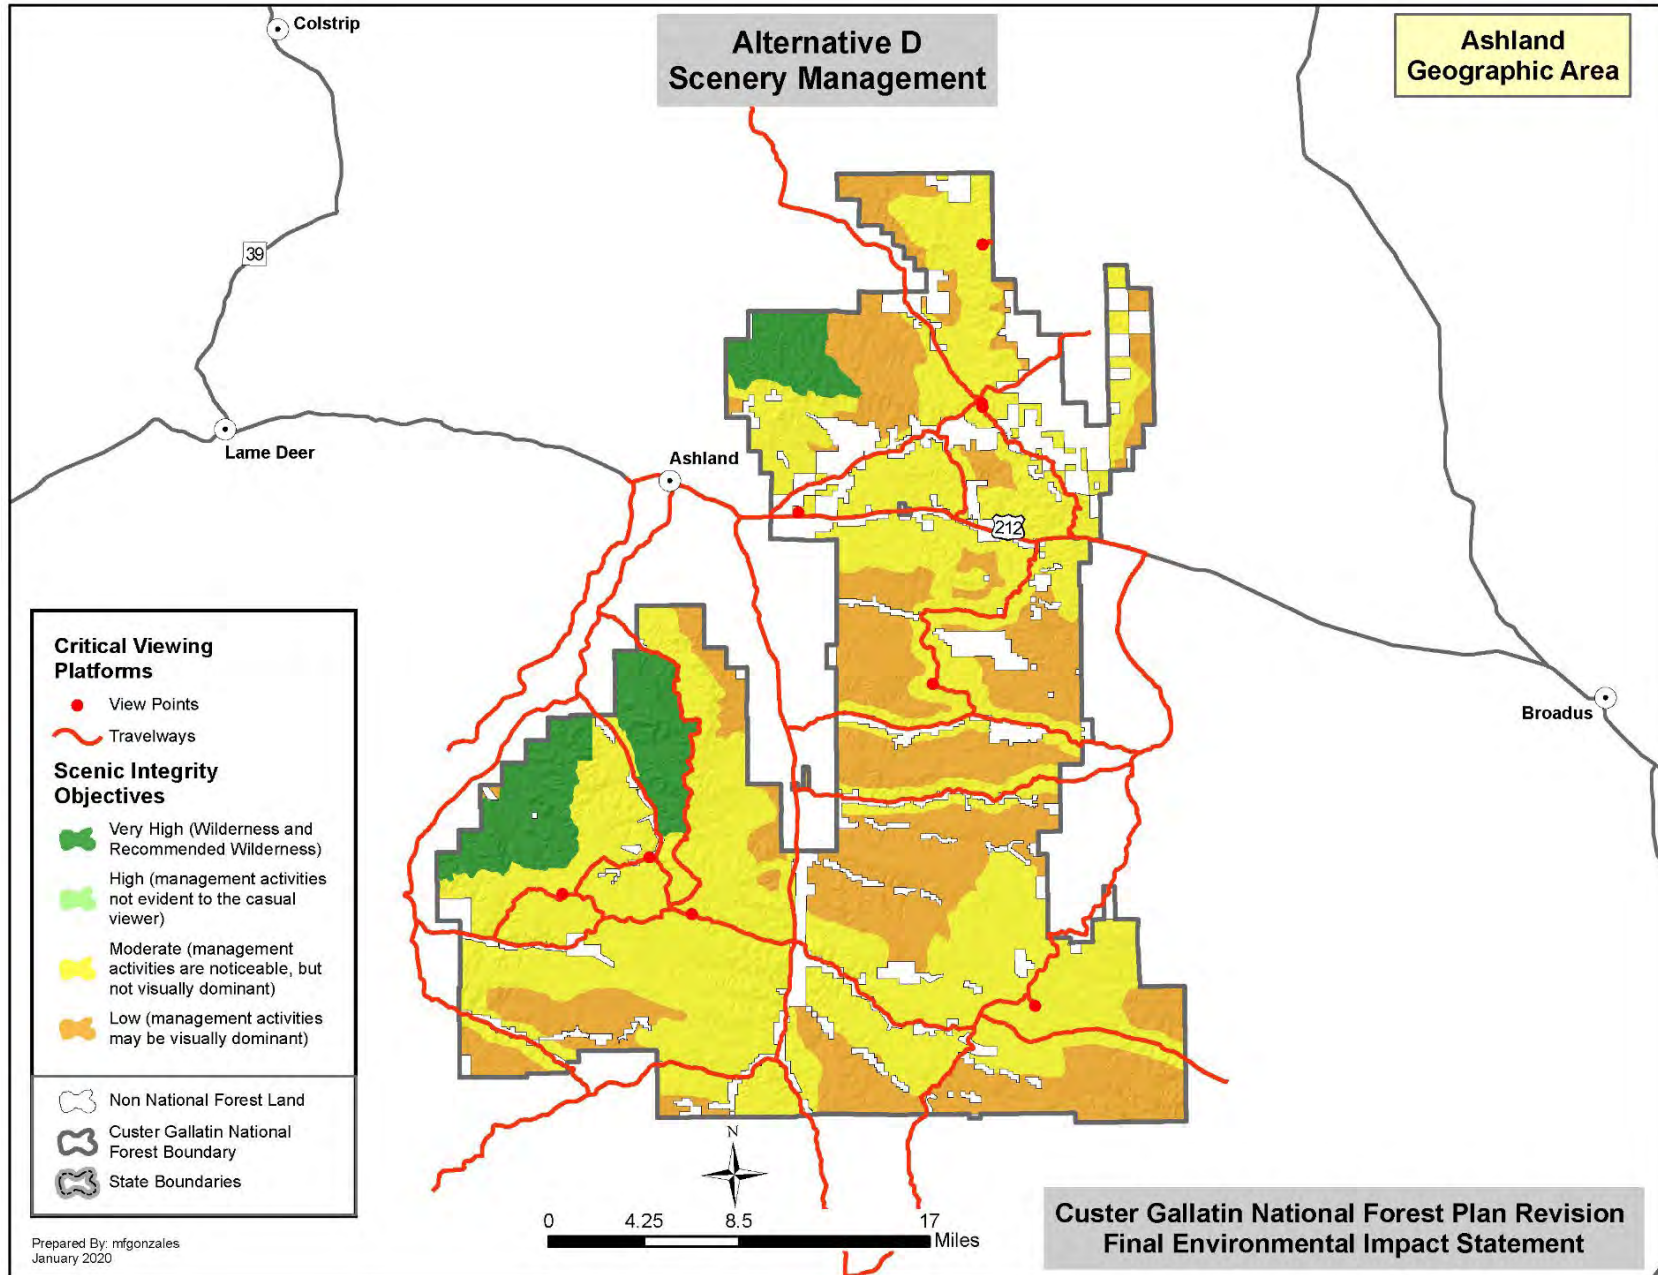 Colstrip
Alternative D
Scenery Management
Ashland
Geographic Area
39
Lame Deer
Ashland
212
Broadus
Critical Viewing
Platforms
View Points
Travelways
Scenic Integrity
Objectives
Very High (Wilderness and
Recommended Wilderness)
High (management activities
not evident to the casual
viewer)
Moderate (management
activities are noticeable, but
not visually dominant)
Low (management activities
may be visually dominant)
Non National Forest Land
Custer Gallatin National
Forest Boundary
State Boundaries
N
0 4.25 8.5 17
Miles
Prepared By: mfgonzales
January 2020
Custer Gallatin National Forest Plan Revision
Final Environmental Impact Statement